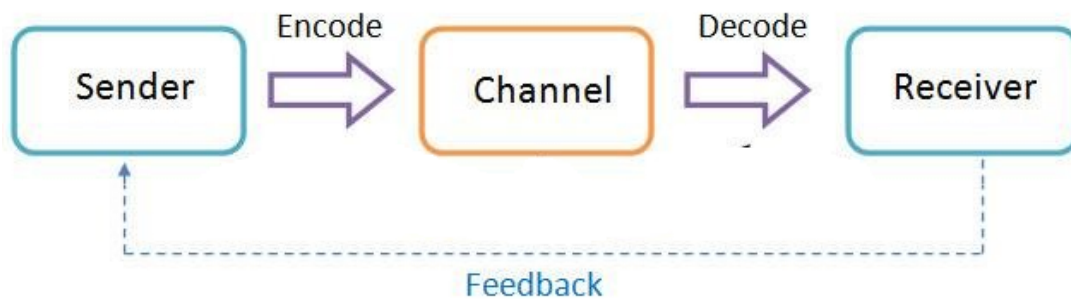 Encode
Decode
Sender
Channel
Receiver
Feedback